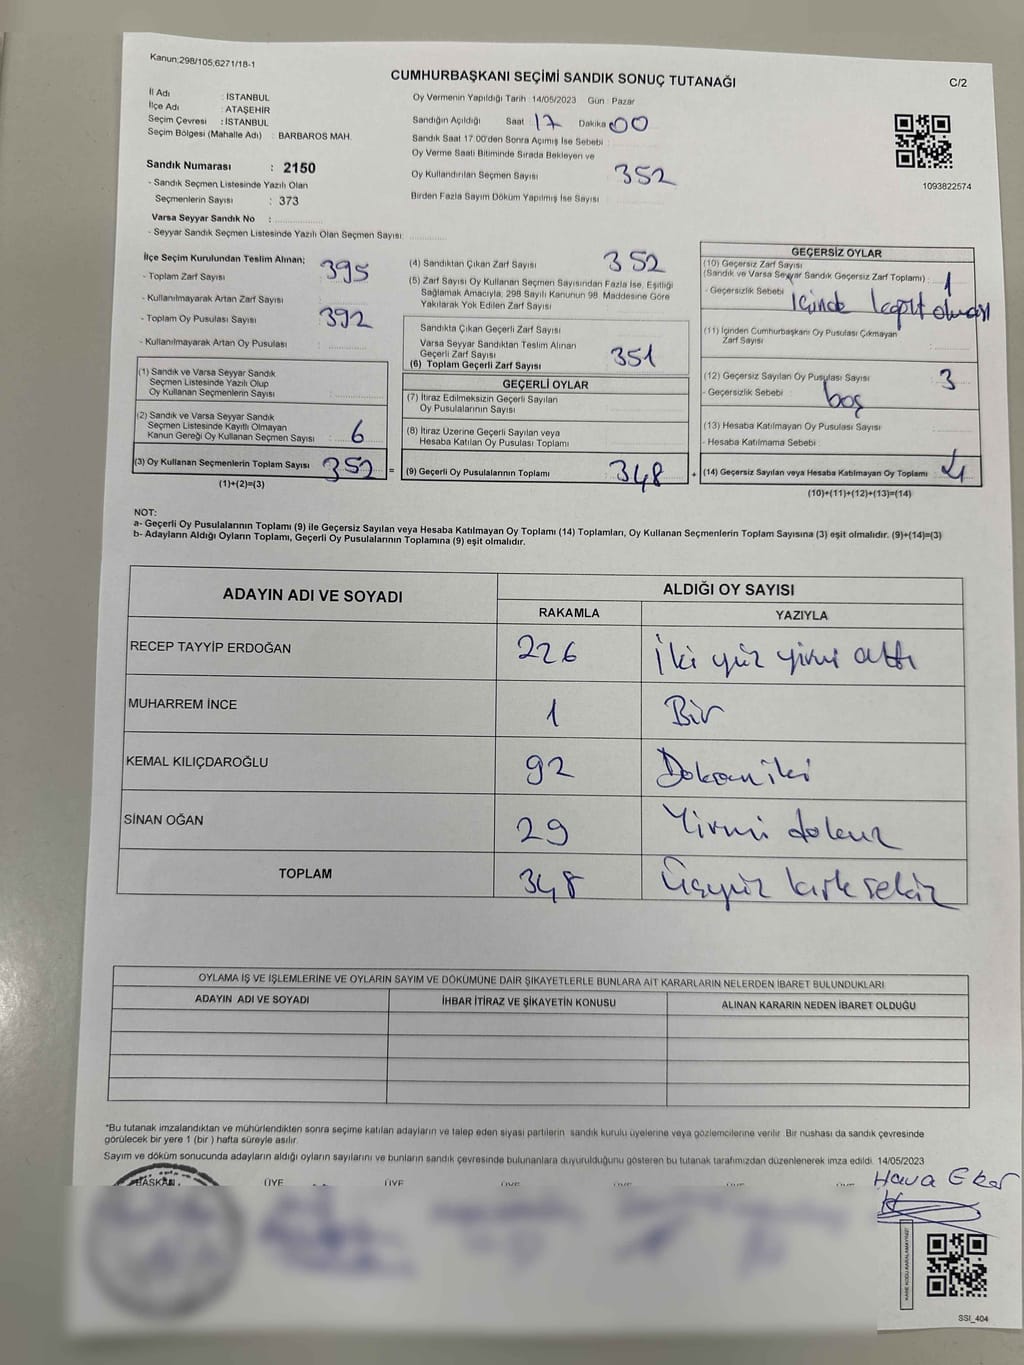 Kanun;298/105,6271/18-1
CUMHURBAŞKANI SEÇİMİ SANDIK SONUÇ TUTANAĞI
C/2
İl Adı : İSTANBUL
İlçe Adı : ATAŞEHİR
Seçim Çevresi : İSTANBUL
Seçim Bölgesi (Mahalle Adı) : BARBAROS MAH.
Sandık Numarası : 2150
- Sandık Seçmen Listesinde Yazılı Olan
Seçmenlerin Sayısı : 373
Varsa Seyyar Sandık No :
- Seyyar Sandık Seçmen Listesinde Yazılı Olan Seçmen Sayısı:
Oy Vermenin Yapıldığı Tarih : 14/05/2023 Gün : Pazar
Sandığın Açıldığı Saat 17 Dakika 00
Sandık Saat 17:00'den Sonra Açımış İse Sebebi :
Oy Verme Saati Bitiminde Sırada Bekleyen ve
Oy Kullandırılan Seçmen Sayısı 352
Birden Fazla Sayım Döküm Yapılmış İse Sayısı
1093822574
İlçe Seçim Kurulundan Teslim Alınan;
- Toplam Zarf Sayısı 395
- Kullanılmayarak Artan Zarf Sayısı :
- Toplam Oy Pusulası Sayısı : 392
- Kullanılmayarak Artan Oy Pusulası :
(1) Sandık ve Varsa Seyyar Sandık
Seçmen Listesinde Yazılı Olup
Oy Kullanan Seçmenlerin Sayısı :
(2) Sandık ve Varsa Seyyar Sandık
Seçmen Listesinde Kayıtlı Olmayan
Kanun Gereği Oy Kullanan Seçmen Sayısı : 6
(3) Oy Kullanan Seçmenlerin Toplam Sayısı 352 =
(1)+(2)=(3)
(4) Sandıktan Çıkan Zarf Sayısı 352
(5) Zarf Sayısı Oy Kullanan Seçmen Sayısından Fazla İse, Eşitliği
Sağlamak Amacıyla, 298 Sayılı Kanunun 98. Maddesine Göre
Yakılarak Yok Edilen Zarf Sayısı
Sandıkta Çıkan Geçerli Zarf Sayısı
Varsa Seyyar Sandıktan Teslim Alınan
Geçerli Zarf Sayısı
(6) Toplam Geçerli Zarf Sayısı 351
GEÇERLİ OYLAR
(7) İtiraz Edilmeksizin Geçerli Sayılan
Oy Pusulalarının Sayısı
(8) İtiraz Üzerine Geçerli Sayılan veya
Hesaba Katılan Oy Pusulası Toplamı
(9) Geçerli Oy Pusulalarının Toplamı 348 +
GEÇERSİZ OYLAR
(10) Geçersiz Zarf Sayısı
(Sandık ve Varsa Seyyar Sandık Geçersiz Zarf Toplamı) : 1
- Geçersizlik Sebebi : içinde
(11) İçinden Cumhurbaşkanı Oy Pusulası Çıkmayan
Zarf Sayısı :
(12) Geçersiz Sayılan Oy Pusulası Sayısı 3
- Geçersizlik Sebebi : boş
(13) Hesaba Katılmayan Oy Pusulası Sayısı :
- Hesaba Katılmama Sebebi :
(14) Geçersiz Sayılan veya Hesaba Katılmayan Oy Toplamı 4
(10)+(11)+(12)+(13)=(14)
NOT:
a- Geçerli Oy Pusulalarının Toplamı (9) ile Geçersiz Sayılan veya Hesaba Katılmayan Oy Toplamı (14) Toplamları, Oy Kullanan Seçmenlerin Toplam Sayısına (3) eşit olmalıdır. (9)+(14)=(3)
b- Adayların Aldığı Oyların Toplamı, Geçerli Oy Pusulalarının Toplamına (9) eşit olmalıdır.
ADAYIN ADI VE SOYADI ALDIĞI OY SAYISI
RAKAMLA YAZIYLA
RECEP TAYYİP ERDOĞAN 226 İki yüz yirmi altı
MUHARREM İNCE 1 Bir
KEMAL KILIÇDAROĞLU 92 Doksan iki
SİNAN OĞAN 29 Yirmi dokuz
TOPLAM 348 Üçyüz kırk sekiz
OYLAMA İŞ VE İŞLEMLERİNE VE OYLARIN SAYIM VE DÖKÜMÜNE DAİR ŞİKAYETLERLE BUNLARA AİT KARARLARIN NELERDEN İBARET BULUNDUKLARI
ADAYIN ADI VE SOYADI İHBAR İTİRAZ VE ŞİKAYETİN KONUSU ALINAN KARARIN NEDEN İBARET OLDUĞU
*Bu tutanak imzalandıktan ve mühürlendikten sonra seçime katılan adayların ve talep eden siyasi partilerin sandık kurulu üyelerine veya gözlemcilerine verilir. Bir nüshası da sandık çevresinde
görülecek bir yere 1 (bir ) hafta süreyle asılır.
Sayım ve döküm sonucunda adayların aldığı oyların sayılarını ve bunların sandık çevresinde bulunanlara duyurulduğunu gösteren bu tutanak tarafımızdan düzenlenerek imza edildi. 14/05/2023
BAŞKAN ÜYE ÜYE ÜYE ÜYE ÜYE
Hava
SSI_404